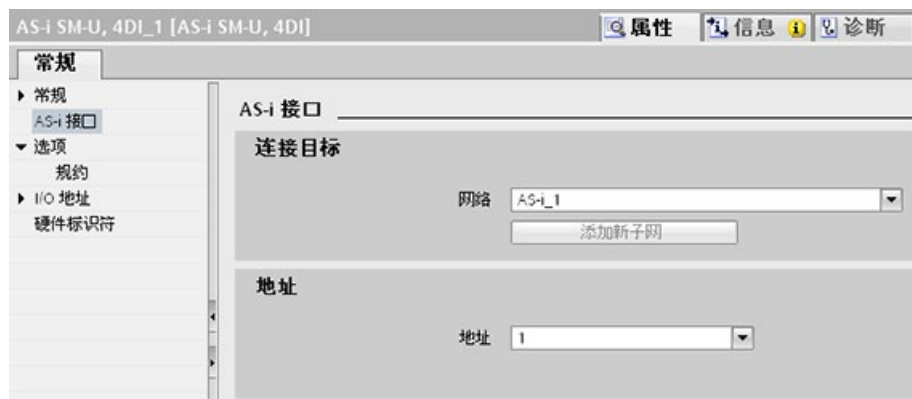 AS-i SM-U, 4DI_1 [AS-i SM-U, 4DI]
属性
信息
诊断
常规
常规
AS-i 接口
选项
规约
I/O 地址
硬件标识符
AS-i 接口
连接目标
网络 AS-i_1
添加新子网
地址
地址 1